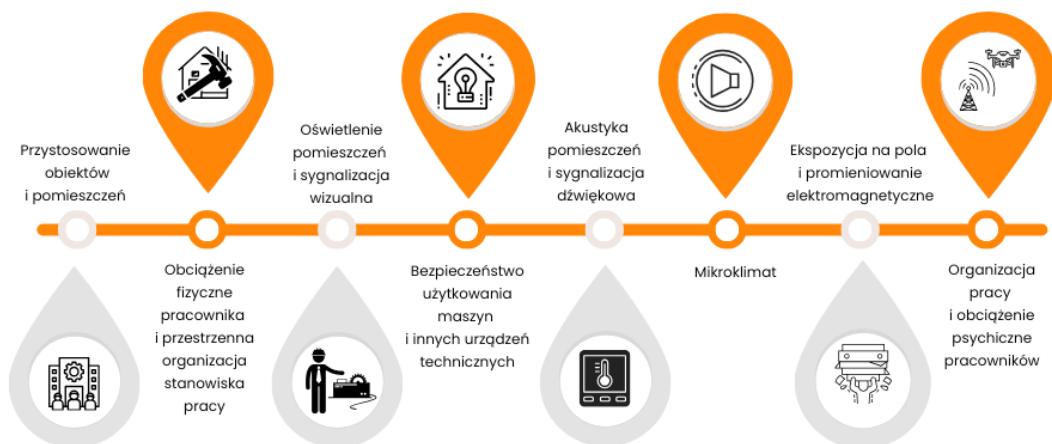 Przystosowanie
obiektów
i pomieszczeń
Obciążenie
fizyczne
pracownika
i przestrzenna
organizacja
stanowiska
pracy
Oświetlenie
pomieszczeń
i sygnalizacja
wizualna
Bezpieczeństwo
użytkowania
maszyn
i innych urządzeń
technicznych
Akustyka
pomieszczeń
i sygnalizacja
dźwiękowa
Mikroklimat
Ekspozycja na pola
i promieniowanie
elektromagnetyczne
Organizacja
pracy
i obciążenie
psychiczne
pracowników